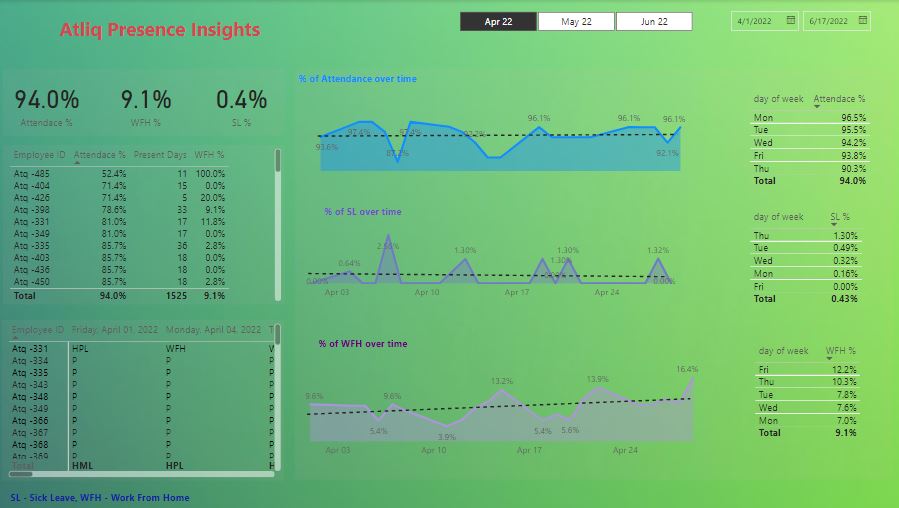 Atliq Presence Insights
Apr 22 May 22 Jun 22
4/1/2022 6/17/2022
94.0% 9.1% 0.4%
Attendace % WFH % SL %
Employee ID Attendace % Present Days WFH %
Atq -485 52.4% 11 100.0%
Atq -404 71.4% 15 0.0%
Atq -426 71.4% 5 20.0%
Atq -398 78.6% 33 9.1%
Atq -331 81.0% 17 11.8%
Atq -349 81.0% 17 0.0%
Atq -335 85.7% 36 2.8%
Atq -403 85.7% 18 0.0%
Atq -436 85.7% 18 0.0%
Atq -450 85.7% 18 2.8%
Total 94.0% 1525 9.1%
Employee ID Friday, April 01, 2022 Monday, April 04, 2022 T
Atq -331 HPL WFH W
Atq -334 P P P
Atq -335 P P P
Atq -343 P P P
Atq -348 P P P
Atq -349 P P P
Atq -366 P P P
Atq -367 P P P
Atq -368 P P P
Atq -369 P P P
Total HML HPL H
SL - Sick Leave, WFH - Work From Home
% of Attendance over time
93.6% 97.4% 97.4% 96.1% 96.1% 96.1%
92.1%
% of SL over time
0.00% 0.64% 1.30% 1.30% 1.30% 1.32% 0.00%
Apr 03 Apr 10 Apr 17 Apr 24
% of WFH over time
9.6% 5.4% 9.6% 3.9% 13.2% 5.4% 5.6% 13.9% 16.4%
Apr 03 Apr 10 Apr 17 Apr 24
day of week Attendace %
Mon 96.5%
Tue 95.5%
Wed 94.2%
Fri 93.8%
Thu 90.3%
Total 94.0%
day of week SL %
Thu 1.30%
Tue 0.49%
Wed 0.32%
Mon 0.16%
Fri 0.00%
Total 0.43%
day of week WFH %
Fri 12.2%
Thu 10.3%
Tue 7.8%
Wed 7.6%
Mon 7.0%
Total 9.1%